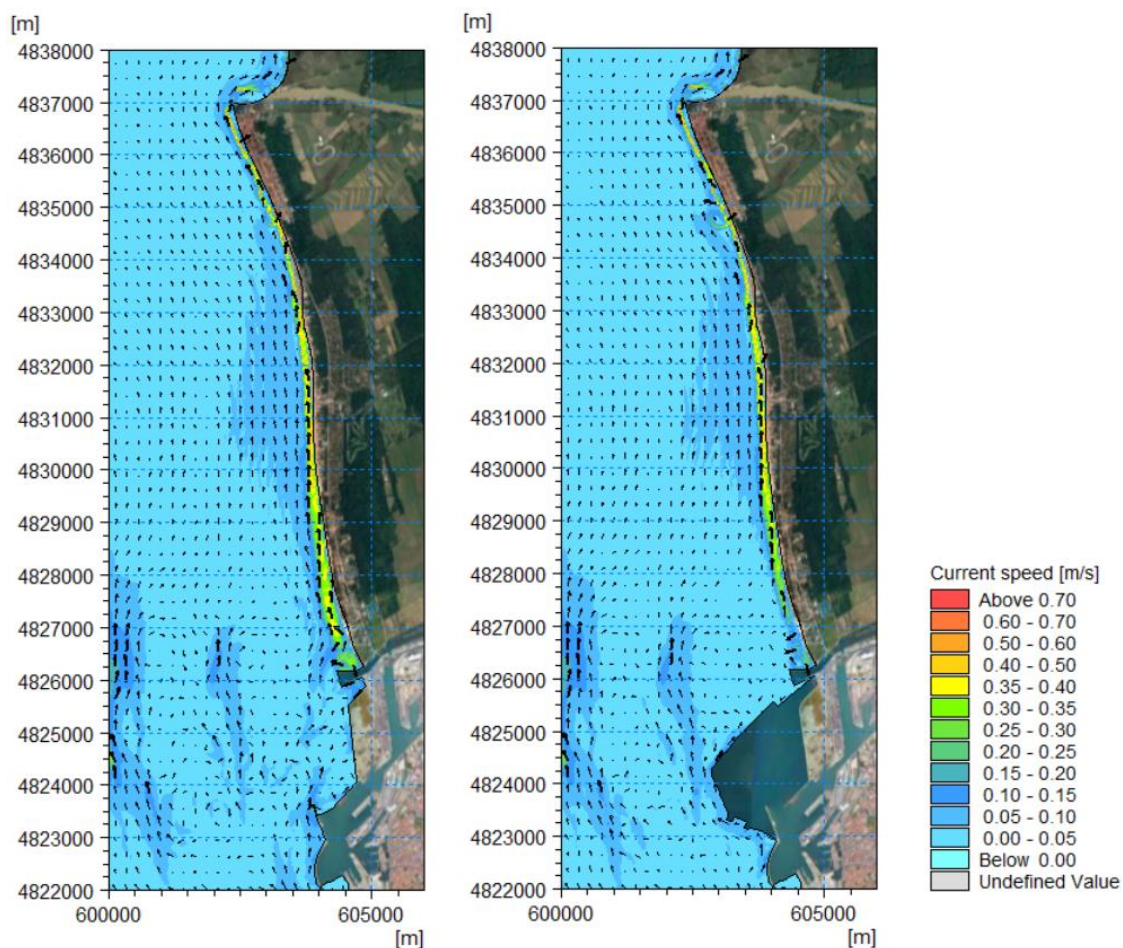 [m]
4838000
4837000
4836000
4835000
4834000
4833000
4832000
4831000
4830000
4829000
4828000
4827000
4826000
4825000
4824000
4823000
4822000
600000
605000
[m]
[m]
4838000
4837000
4836000
4835000
4834000
4833000
4832000
4831000
4830000
4829000
4828000
4827000
4826000
4825000
4824000
4823000
4822000
600000
605000
[m]
Current speed [m/s]
Above 0.70
0.60 - 0.70
0.50 - 0.60
0.40 - 0.50
0.35 - 0.40
0.30 - 0.35
0.25 - 0.30
0.20 - 0.25
0.15 - 0.20
0.10 - 0.15
0.05 - 0.10
0.00 - 0.05
Below 0.00
Undefined Value